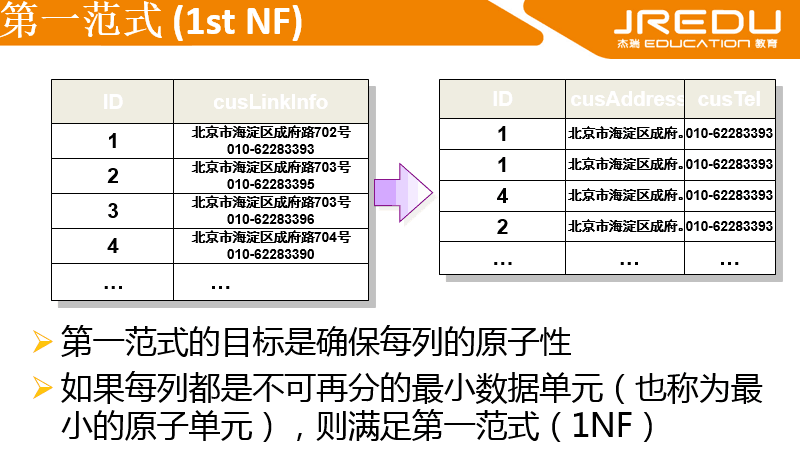 第一范式 (1st NF)
JREDU
杰瑞 EDUCATION 教育
ID cusLinkInfo
1 北京市海淀区成府路702号
010-62283393
2 北京市海淀区成府路703号
010-62283395
3 北京市海淀区成府路703号
010-62283396
4 北京市海淀区成府路704号
010-62283390
… …
ID cusAddress cusTel
1 北京市海淀区成府。 010-62283393
1 北京市海淀区成府。 010-62283393
4 北京市海淀区成府。 010-62283393
2 北京市海淀区成府。 010-62283393
… … …
第一范式的目标是确保每列的原子性
如果每列都是不可再分的最小数据单元（也称为最
小的原子单元），则满足第一范式（1NF）